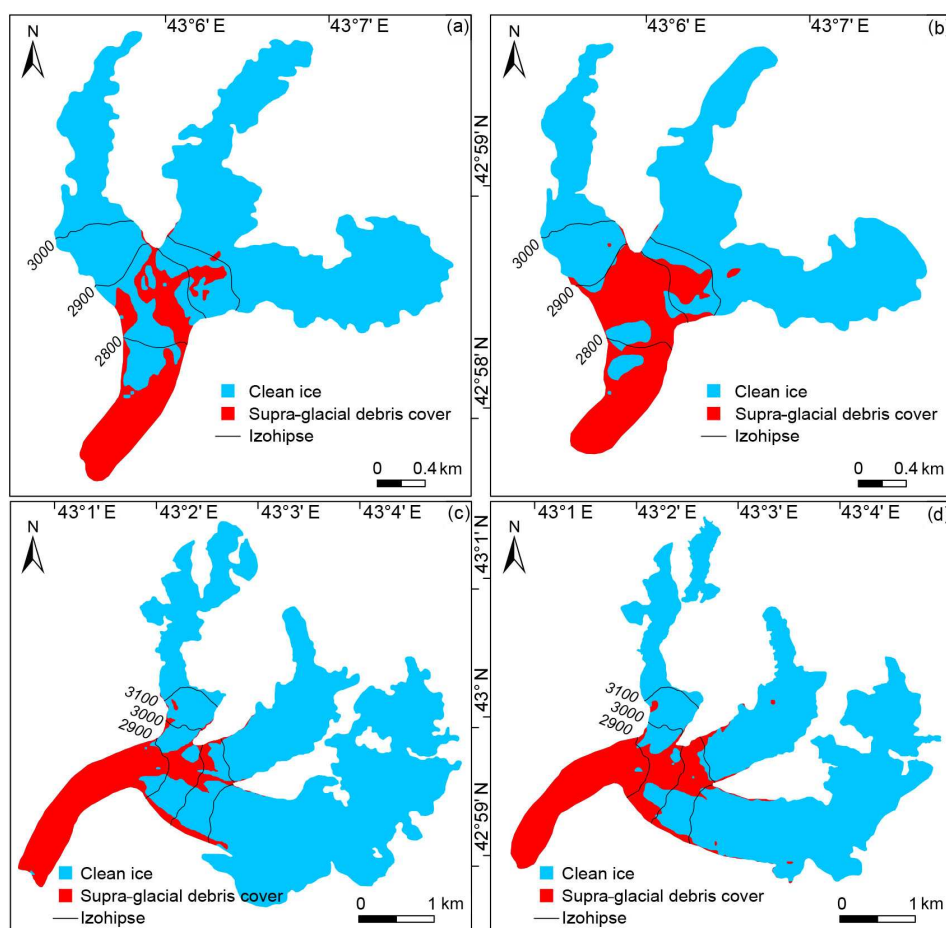 43°6' E 43°7' E (a)
N
3000
2900
2800
Clean ice
Supra-glacial debris cover
Izohipse
0 0.4 km
42°59' N
42°58' N
43°6' E 43°7' E (b)
N
3000
2900
2800
Clean ice
Supra-glacial debris cover
Izohipse
0 0.4 km
43°1' E 43°2' E 43°3' E 43°4' E (c)
N
3100
3000
2900
Clean ice
Supra-glacial debris cover
Izohipse
0 1 km
43°1' N
43° N
42°59' N
43°1' E 43°2' E 43°3' E 43°4' E (d)
N
3100
3000
2900
Clean ice
Supra-glacial debris cover
Izohipse
0 1 km